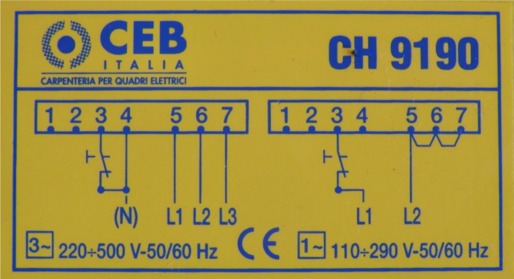 CEB
ITALIA
CARPENTERIA PER QUADRI ELETTRICI
CH 9190
1 2 3 4 5 6 7
1 2 3 4 5 6 7
(N) L1 L2 L3
L1 L2
3~ 220÷500 V-50/60 Hz
CE
1~ 110÷290 V-50/60 Hz